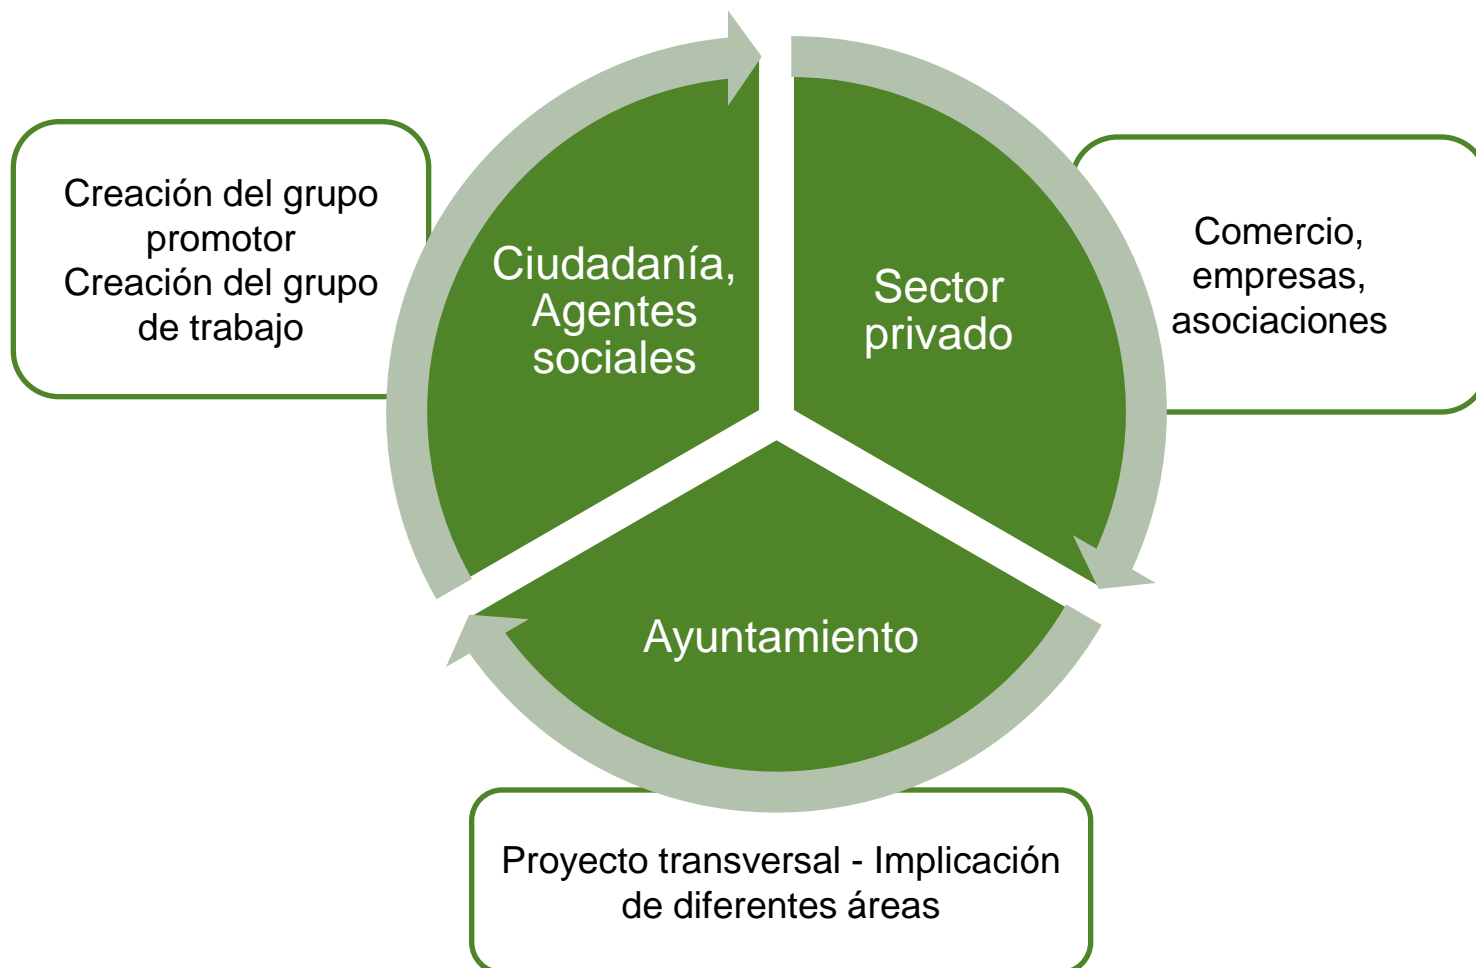 Creación del grupo
promotor
Creación del grupo
de trabajo
Ciudadanía,
Agentes
sociales
Sector
privado
Comercio,
empresas,
asociaciones
Ayuntamiento
Proyecto transversal - Implicación
de diferentes áreas